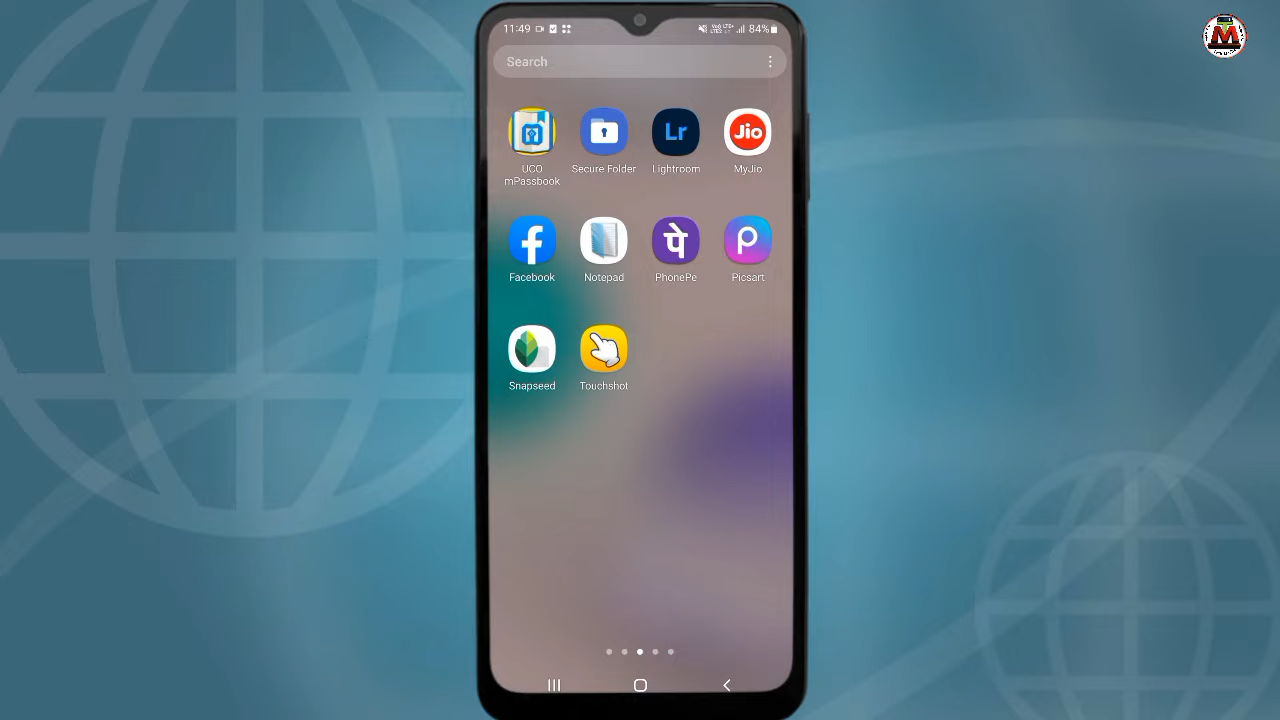 11:49
84%
Search
UCO
mPassbook
Secure Folder
Lr
Lightroom
Jio
MyJio
Facebook
Notepad
पे
PhonePe
Picsart
Snapseed
Touchshot
M